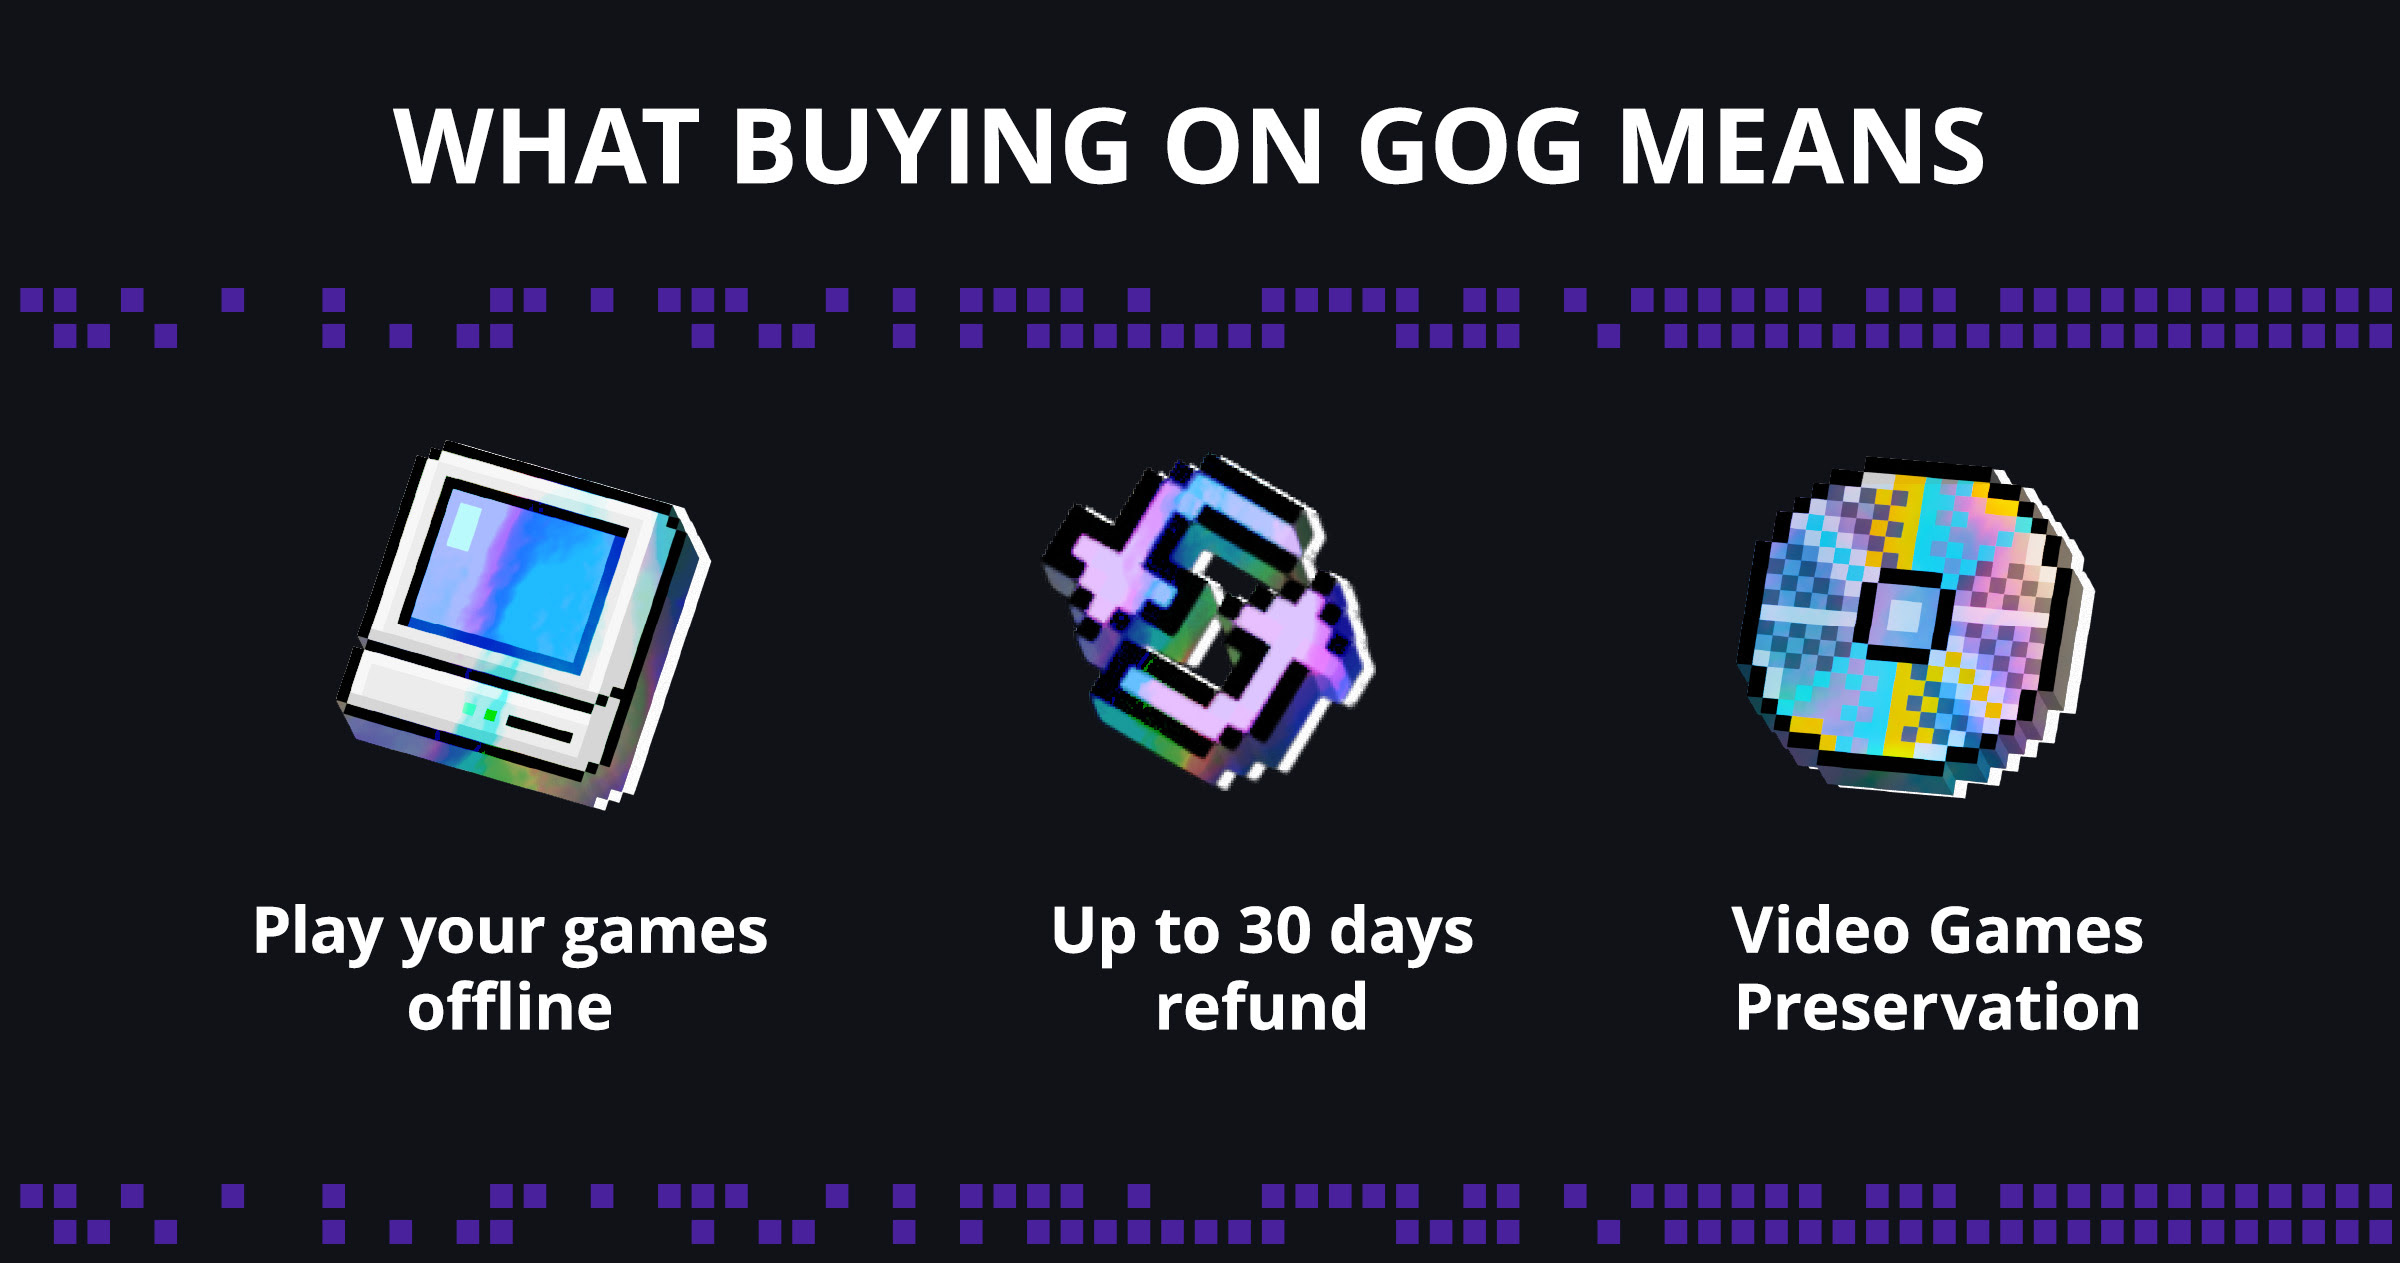 WHAT BUYING ON GOG MEANS
Play your games
offline
Up to 30 days
refund
Video Games
Preservation